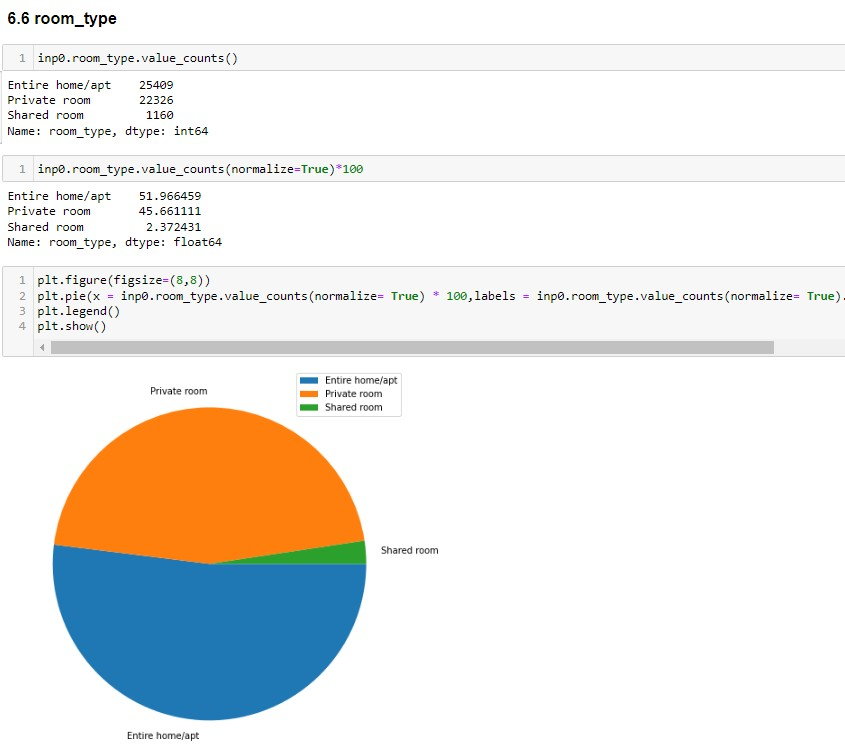 6.6 room_type
1 inp0.room_type.value_counts()
Entire home/apt    25409
Private room       22326
Shared room         1160
Name: room_type, dtype: int64
1 inp0.room_type.value_counts(normalize=True)*100
Entire home/apt    51.966459
Private room       45.661111
Shared room         2.372431
Name: room_type, dtype: float64
1 plt.figure(figsize=(8,8))
2 plt.pie(x = inp0.room_type.value_counts(normalize= True) * 100,labels = inp0.room_type.value_counts(normalize= True).
3 plt.legend()
4 plt.show()
Entire home/apt
Private room
Shared room
Private room
Shared room
Entire home/apt